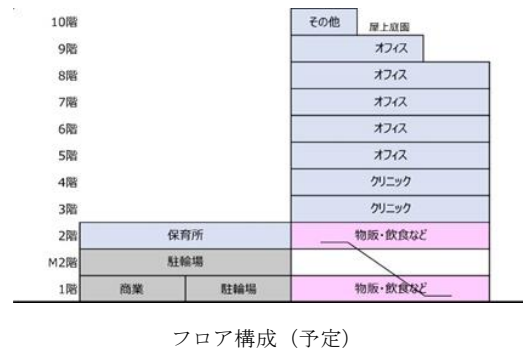 10階 その他 屋上庭園
9階 オフィス
8階 オフィス
7階 オフィス
6階 オフィス
5階 オフィス
4階 クリニック
3階 クリニック
2階 保育所 物販・飲食など
M2階 駐輪場
1階 商業 駐輪場 物販・飲食など
フロア構成（予定）